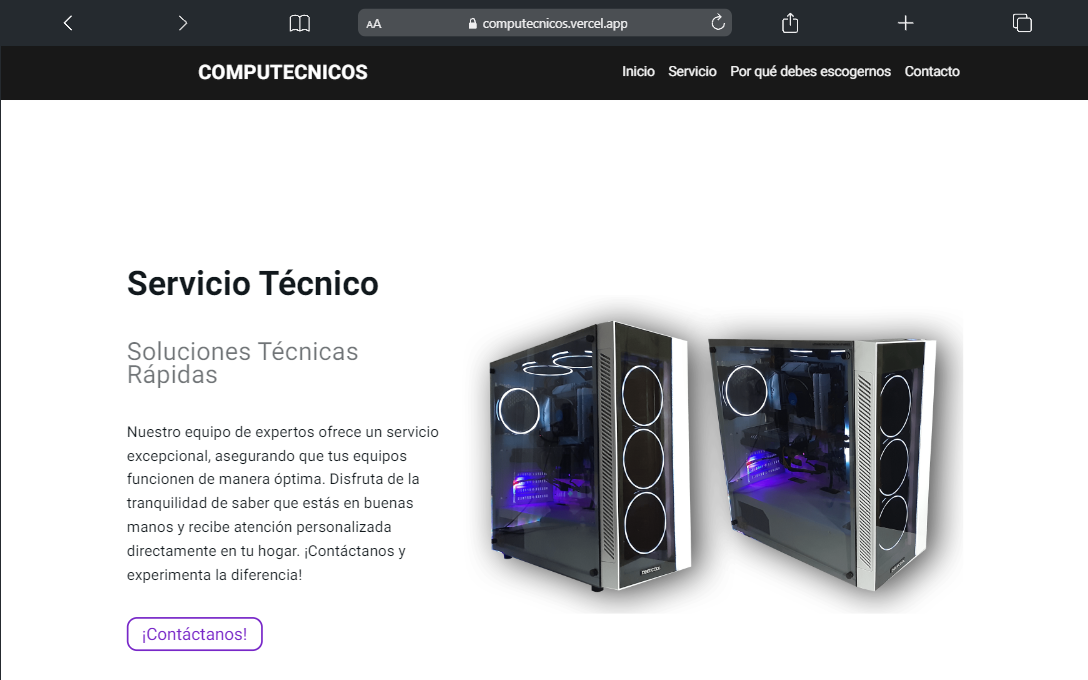 AA computecnicos.vercel.app
COMPUTECNICOS
Inicio Servicio Por qué debes escogernos Contacto
Servicio Técnico
Soluciones Técnicas
Rápidas
Nuestro equipo de expertos ofrece un servicio
excepcional, asegurando que tus equipos
funcionen de manera óptima. Disfruta de la
tranquilidad de saber que estás en buenas
manos y recibe atención personalizada
directamente en tu hogar. ¡Contáctanos y
experimenta la diferencia!
¡Contáctanos!